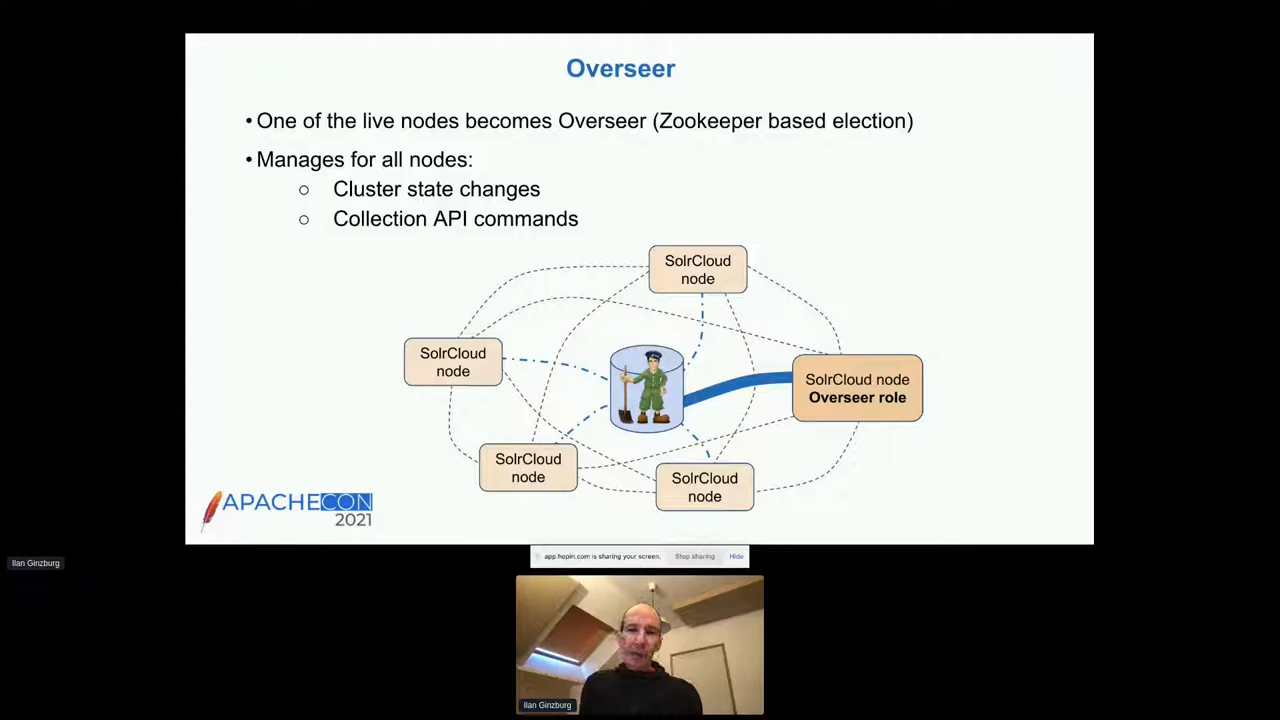 Overseer
• One of the live nodes becomes Overseer (Zookeeper based election)
• Manages for all nodes:
○ Cluster state changes
○ Collection API commands
SolrCloud
node
SolrCloud
node
SolrCloud node
Overseer role
SolrCloud
node
SolrCloud
node
APACHECON
2021
app.hopin.com is sharing your screen.
Stop sharing
Hide
Ilan Ginzburg
Ilan Ginzburg